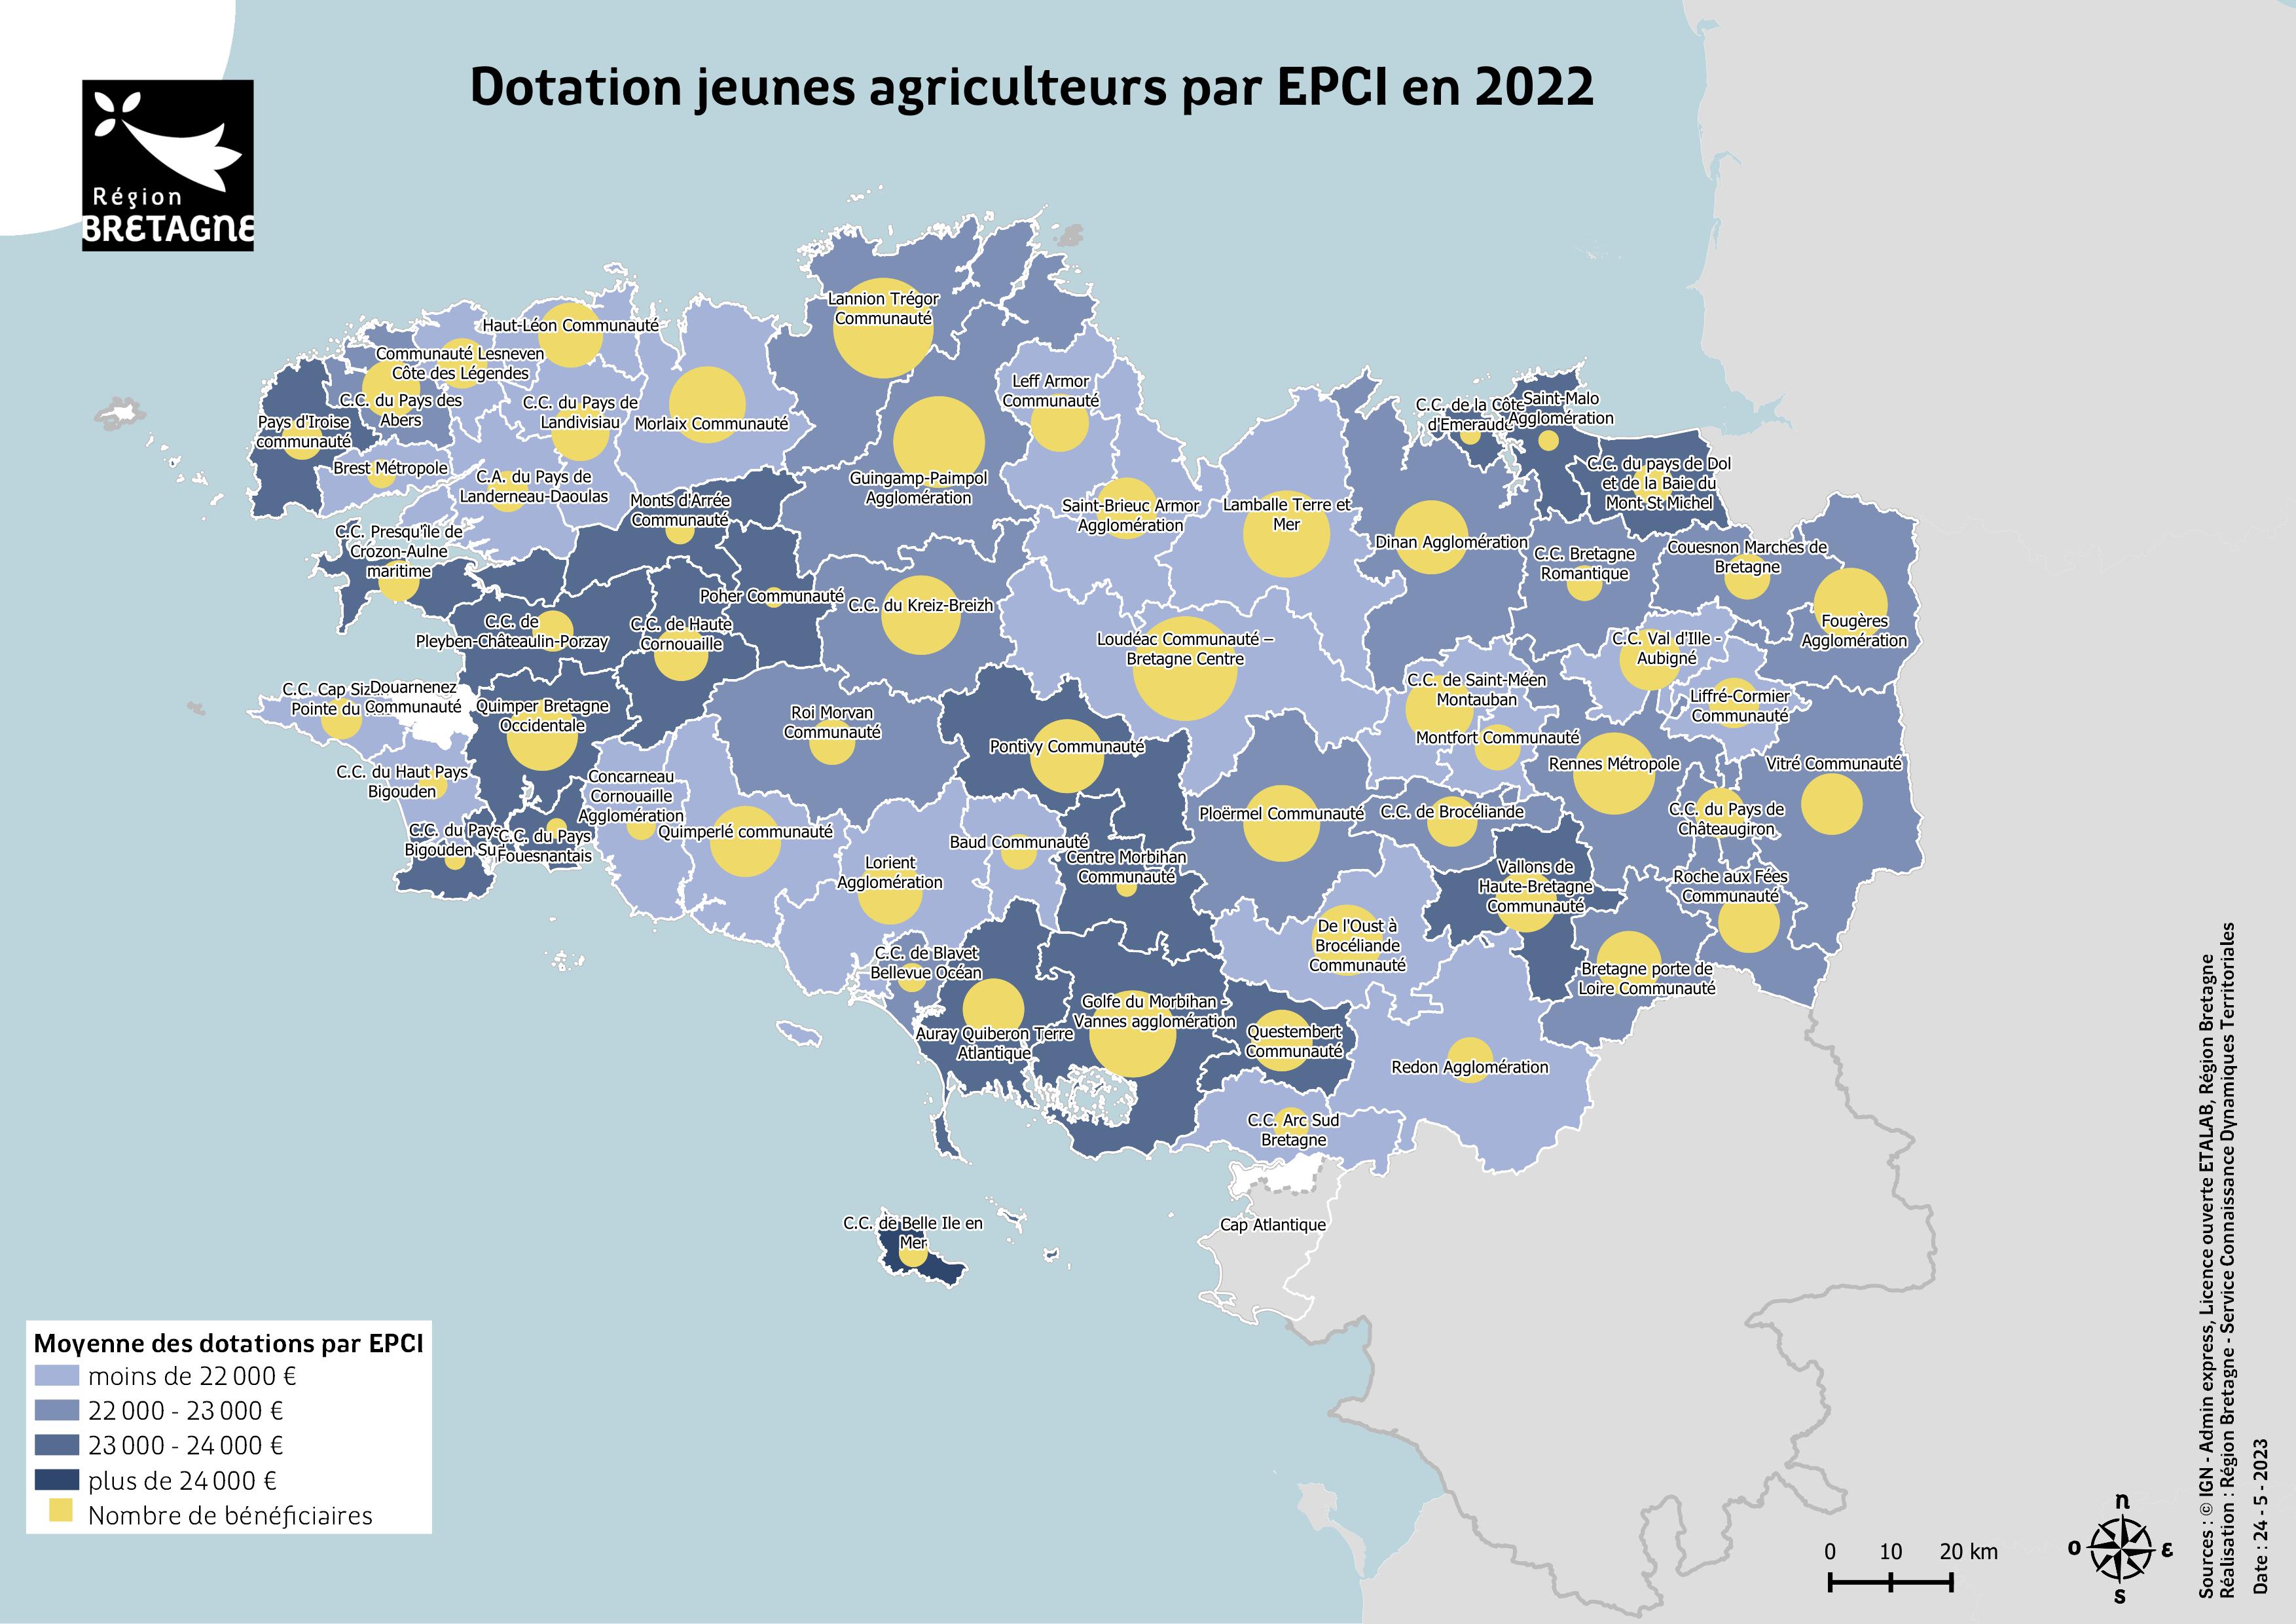 Dotation jeunes agriculteurs par EPCI en 2022
Région
BRETAGNE
Lannion Trégor
Communauté
Haut-Léon Communauté
Communauté Lesneven
Côte des Légendes
C.C. du Pays des
Abers
C.C. du Pays de
Landivisiau
Morlaix Communauté
Leff Armor
Communauté
C.C. de la Côte
d'Emeraude
Saint-Malo
Agglomération
Pays d'Iroise
communauté
Brest Métropole
C.A. du Pays de
Landerneau-Daoulas
Monts d'Arrée
Communauté
Guingamp-Paimpol
Agglomération
Saint-Brieuc Armor
Agglomération
Lamballe Terre et
Mer
Dinan Agglomération
C.C. du pays de Dol
et de la Baie du
Mont St Michel
C.C. Presqu'île de
Crozon-Aulne
maritime
C.C. Bretagne
Romantique
Couesnon Marches de
Bretagne
Fougères
Agglomération
Poher Communauté
C.C. du Kreiz-Breizh
C.C. de
Pleyben-Châteaulin-Porzay
C.C. de Haute
Cornouaille
Loudéac Communauté –
Bretagne Centre
C.C. Val d'Ille -
Aubigné
C.C. Cap Siz
Pointe du
Douarnenez
Communauté
Quimper Bretagne
Occidentale
Roi Morvan
Communauté
Pontivy Communauté
C.C. de Saint-Méen
Montauban
Montfort Communauté
Liffré-Cormier
Communauté
Rennes Métropole
Vitré Communauté
C.C. du Haut Pays
Bigouden
Concarneau
Cornouaille
Agglomération
Quimperlé communauté
C.C. du Pays
Bigouden Su
C.C. du Pays
Fouesnantais
Baud Communauté
Centre Morbihan
Communauté
Ploërmel Communauté
C.C. de Brocéliande
C.C. du Pays de
Châteaugiron
Lorient
Agglomération
Vallons de
Haute-Bretagne
Communauté
Roche aux Fées
Communauté
C.C. de Blavet
Bellevue Océan
De l'Oust à
Brocéliande
Communauté
Bretagne porte de
Loire Communauté
Auray Quiberon Terre
Atlantique
Golfe du Morbihan -
Vannes agglomération
Questembert
Communauté
Redon Agglomération
C.C. Arc Sud
Bretagne
C.C. de Belle Ile en
Mer
Cap Atlantique
Moyenne des dotations par EPCI
moins de 22 000 €
22 000 - 23 000 €
23 000 - 24 000 €
plus de 24 000 €
Nombre de bénéficiaires
0 10 20 km
n
o ε
s
Sources : © IGN - Admin express, Licence ouverte ETALAB, Région Bretagne
Réalisation : Région Bretagne - Service Connaissance Dynamiques Territoriales
Date : 24 - 5 - 2023